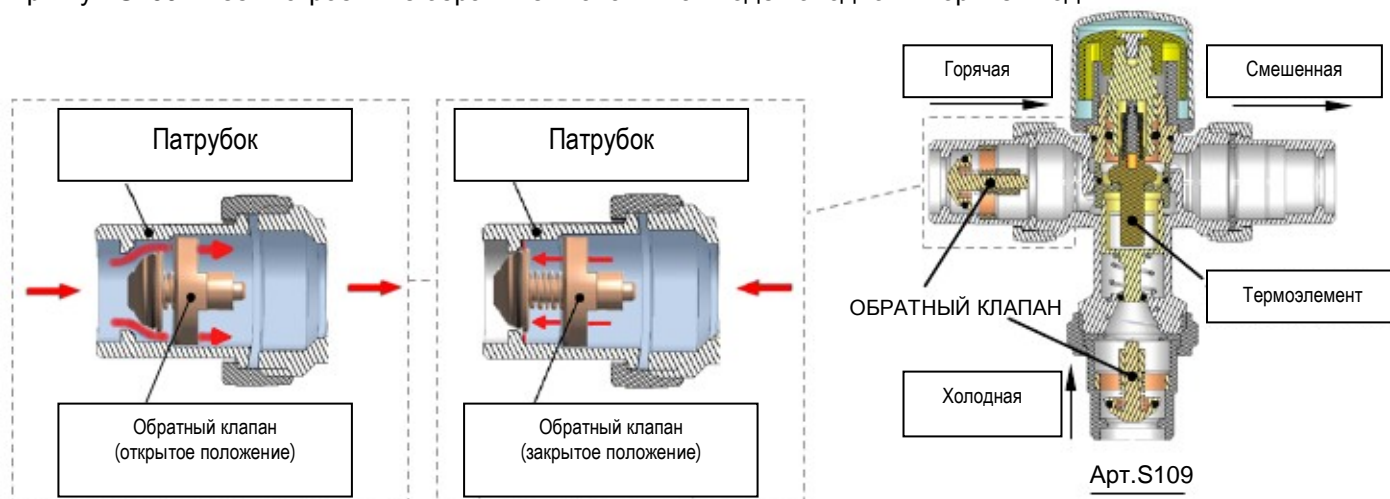 Горячая
Смешенная
Патрубок
Патрубок
Термоэлемент
ОБРАТНЫЙ КЛАПАН
Холодная
Обратный клапан
(открытое положение)
Обратный клапан
(закрытое положение)
Арт.S109